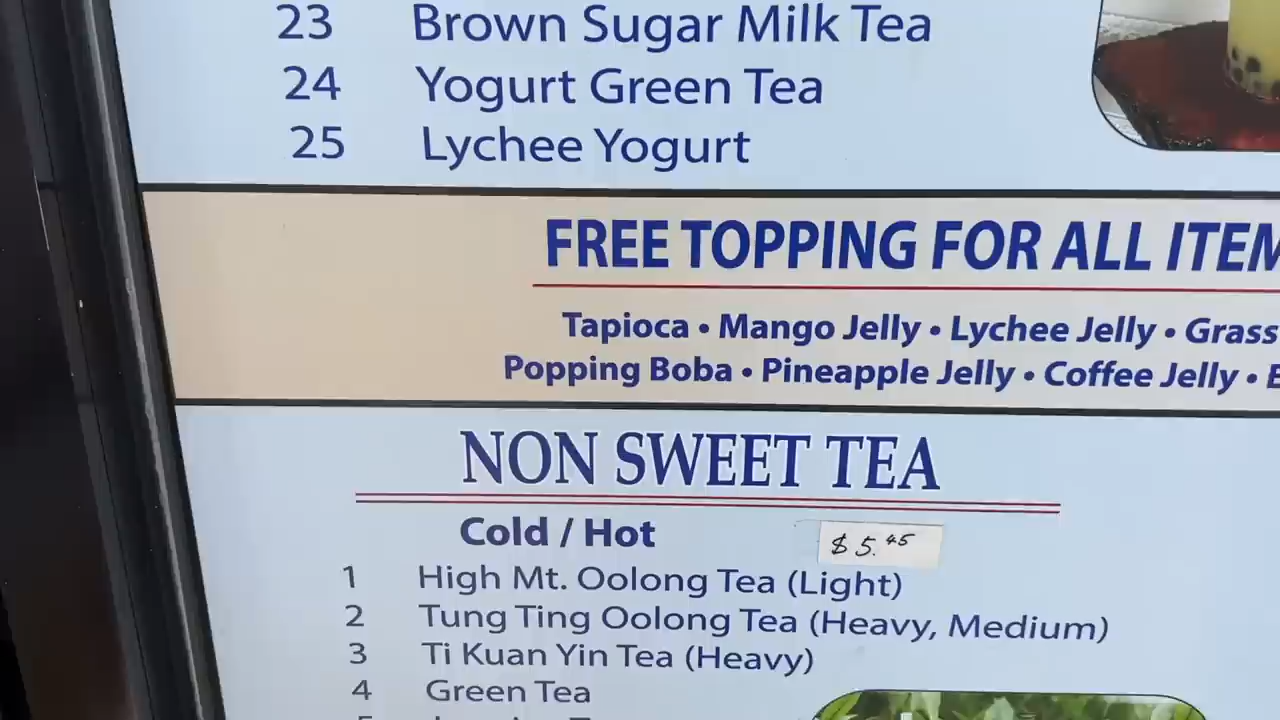 23 Brown Sugar Milk Tea
24 Yogurt Green Tea
25 Lychee Yogurt
FREE TOPPING FOR ALL ITEM
Tapioca • Mango Jelly • Lychee Jelly • Grass
Popping Boba • Pineapple Jelly • Coffee Jelly •
NON SWEET TEA
Cold / Hot
$5.45
1 High Mt. Oolong Tea (Light)
2 Tung Ting Oolong Tea (Heavy, Medium)
3 Ti Kuan Yin Tea (Heavy)
4 Green Tea